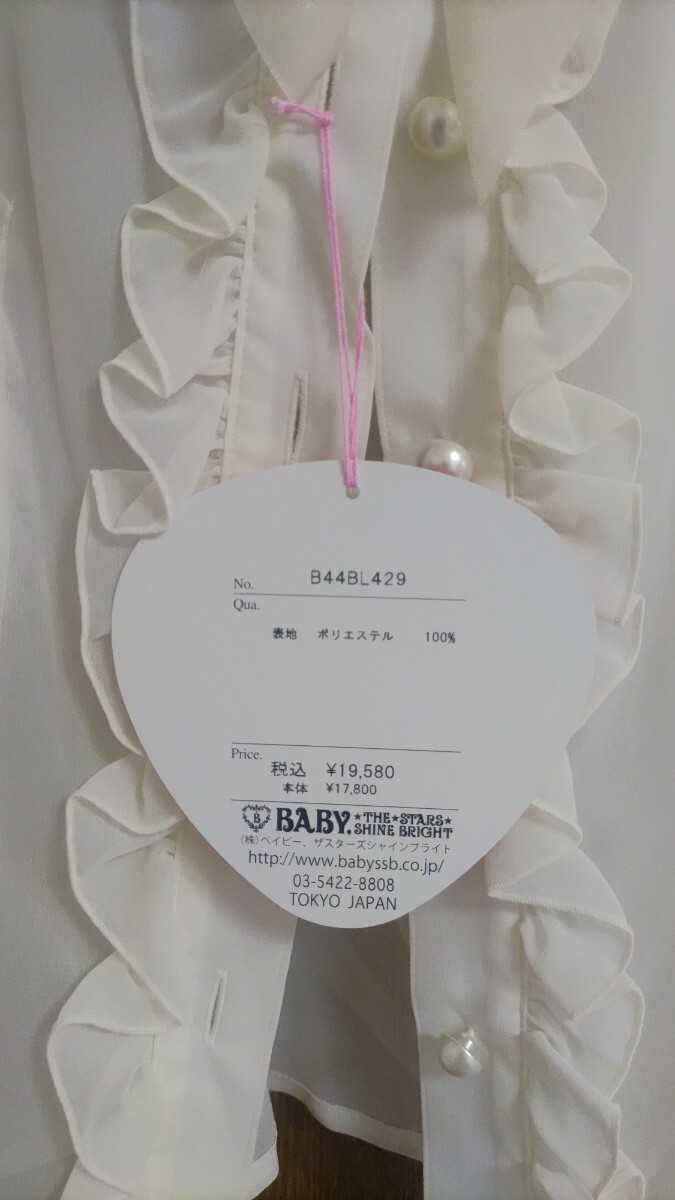 No. B44BL429
Qua.
表地 ポリエステル 100%
Price.
税込 ¥19,580
本体 ¥17,800
B BABY, ★THE★STARS★
SHINE BRIGHT
(株)ベイビー、ザスターズシャインブライト
http://www.babyssb.co.jp/
03-5422-8808
TOKYO JAPAN